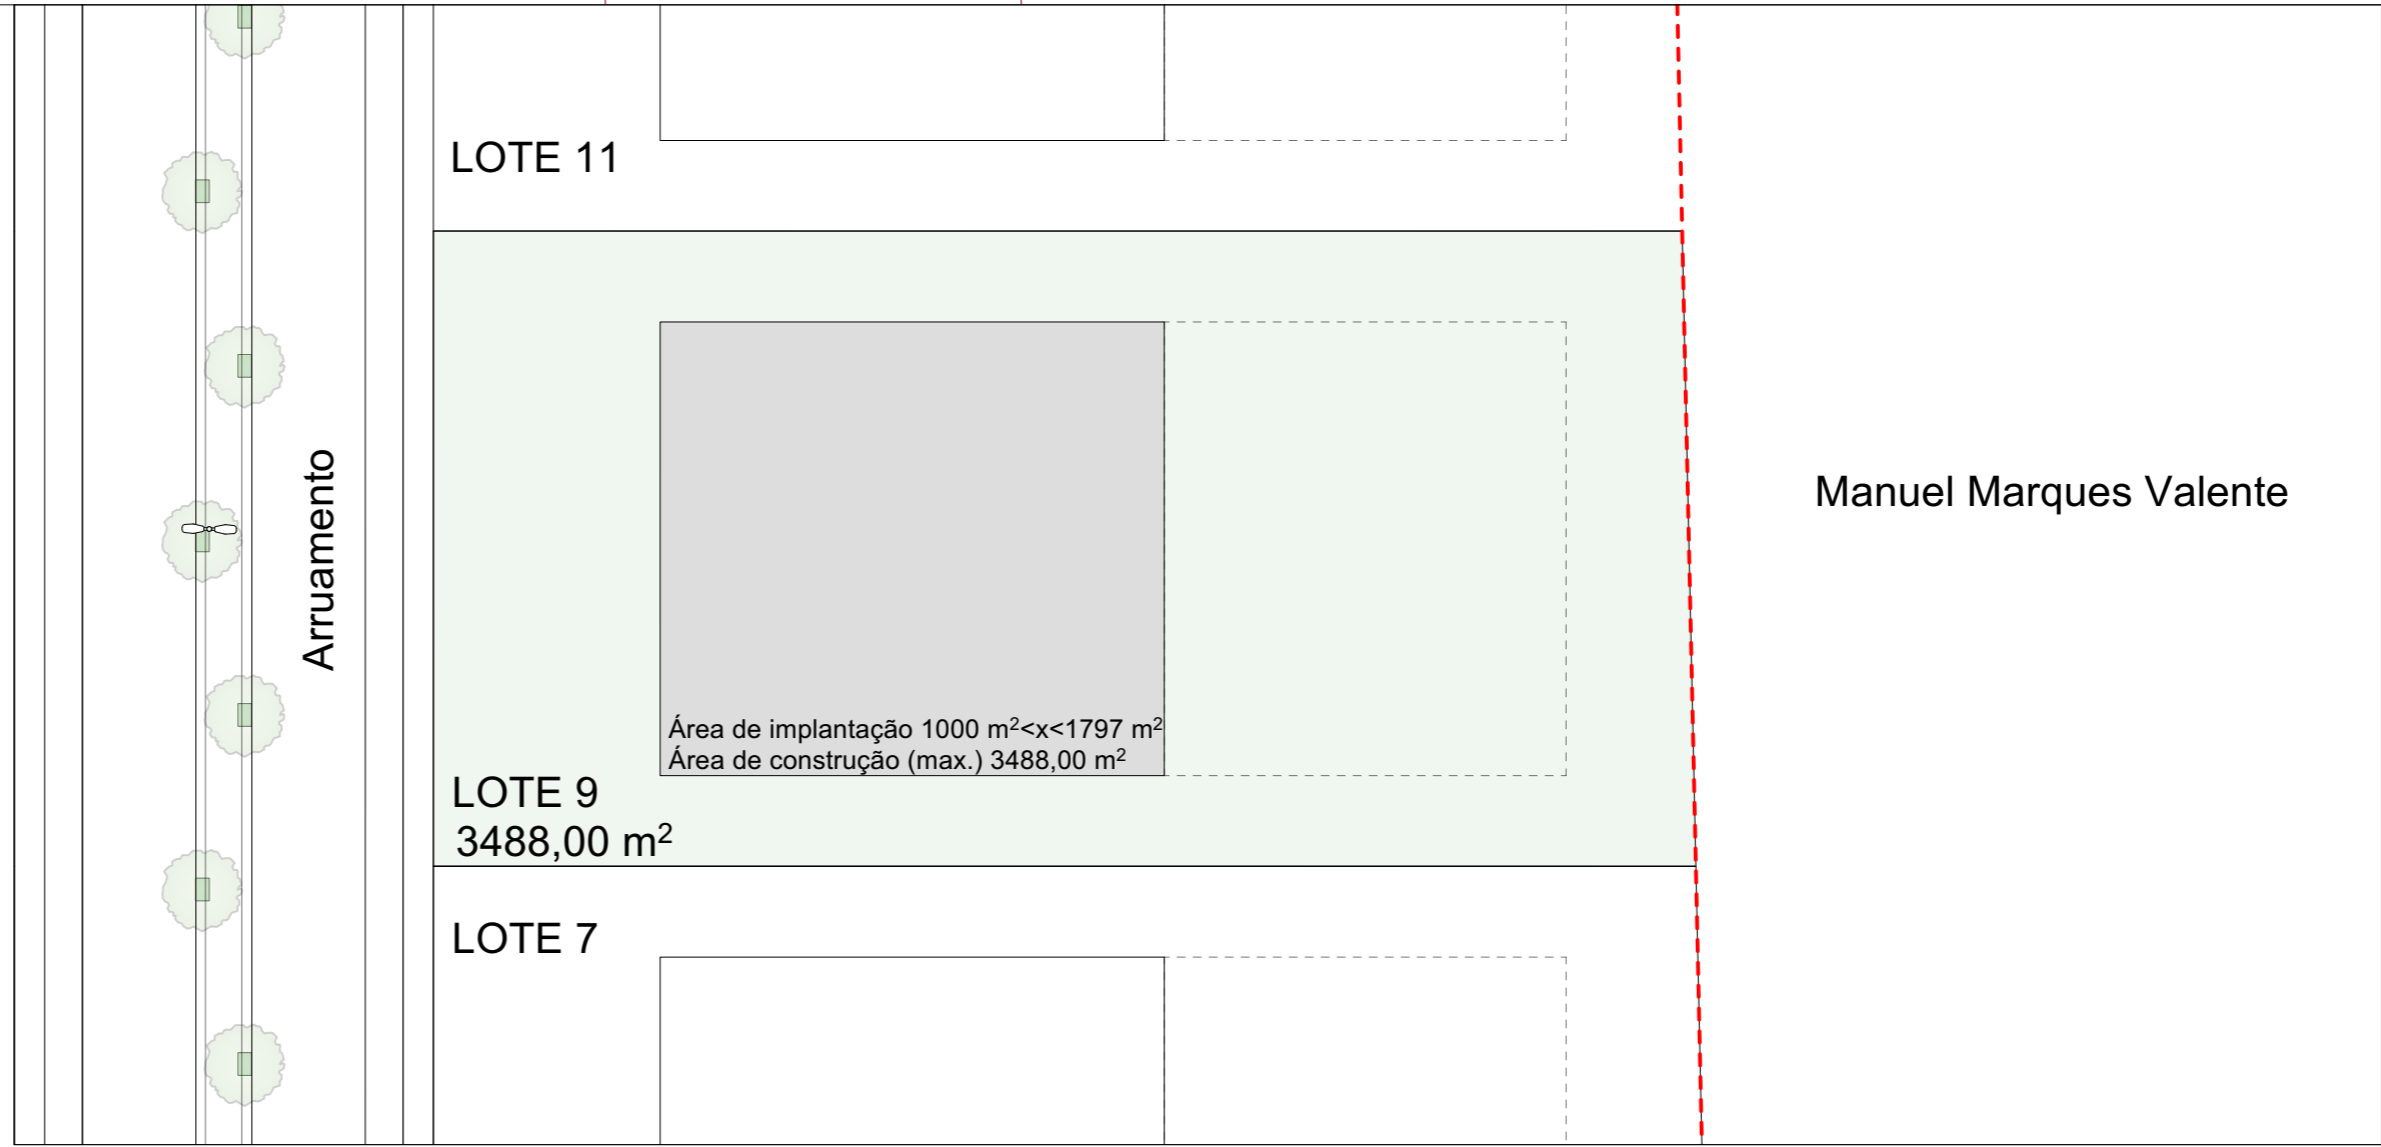 LOTE 11
Arruamento
Manuel Marques Valente
Área de implantação 1000 m²<x<1797 m²
Área de construção (max.) 3488,00 m²
LOTE 9
3488,00 m²
LOTE 7